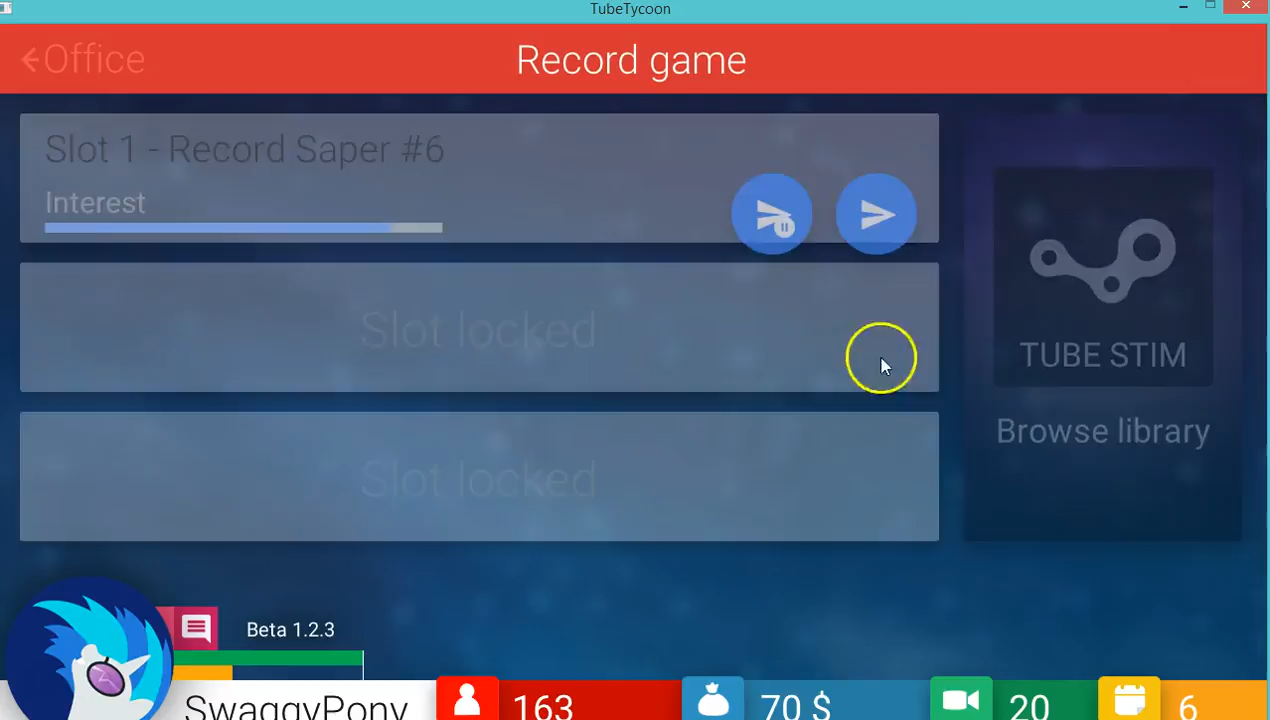 TubeTycoon
Office
Record game
Slot 1 - Record Saper #6
Interest
Slot locked
Slot locked
TUBE STIM
Browse library
Beta 1.2.3
SwaggyPony
163
70 $
20
6